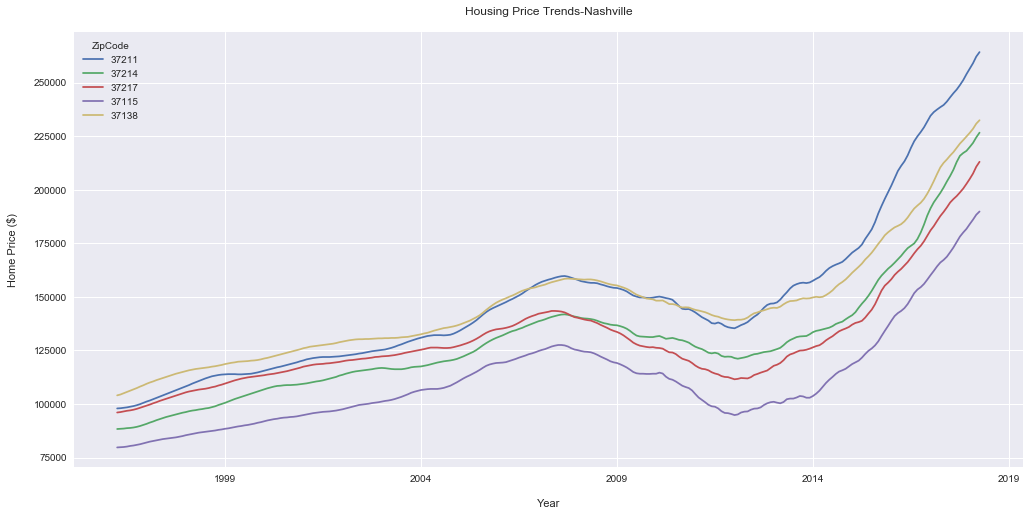 Housing Price Trends-Nashville
ZipCode
37211
37214
37217
37115
37138
Home Price ($)
250000
225000
200000
175000
150000
125000
100000
75000
1999 2004 2009 2014 2019
Year